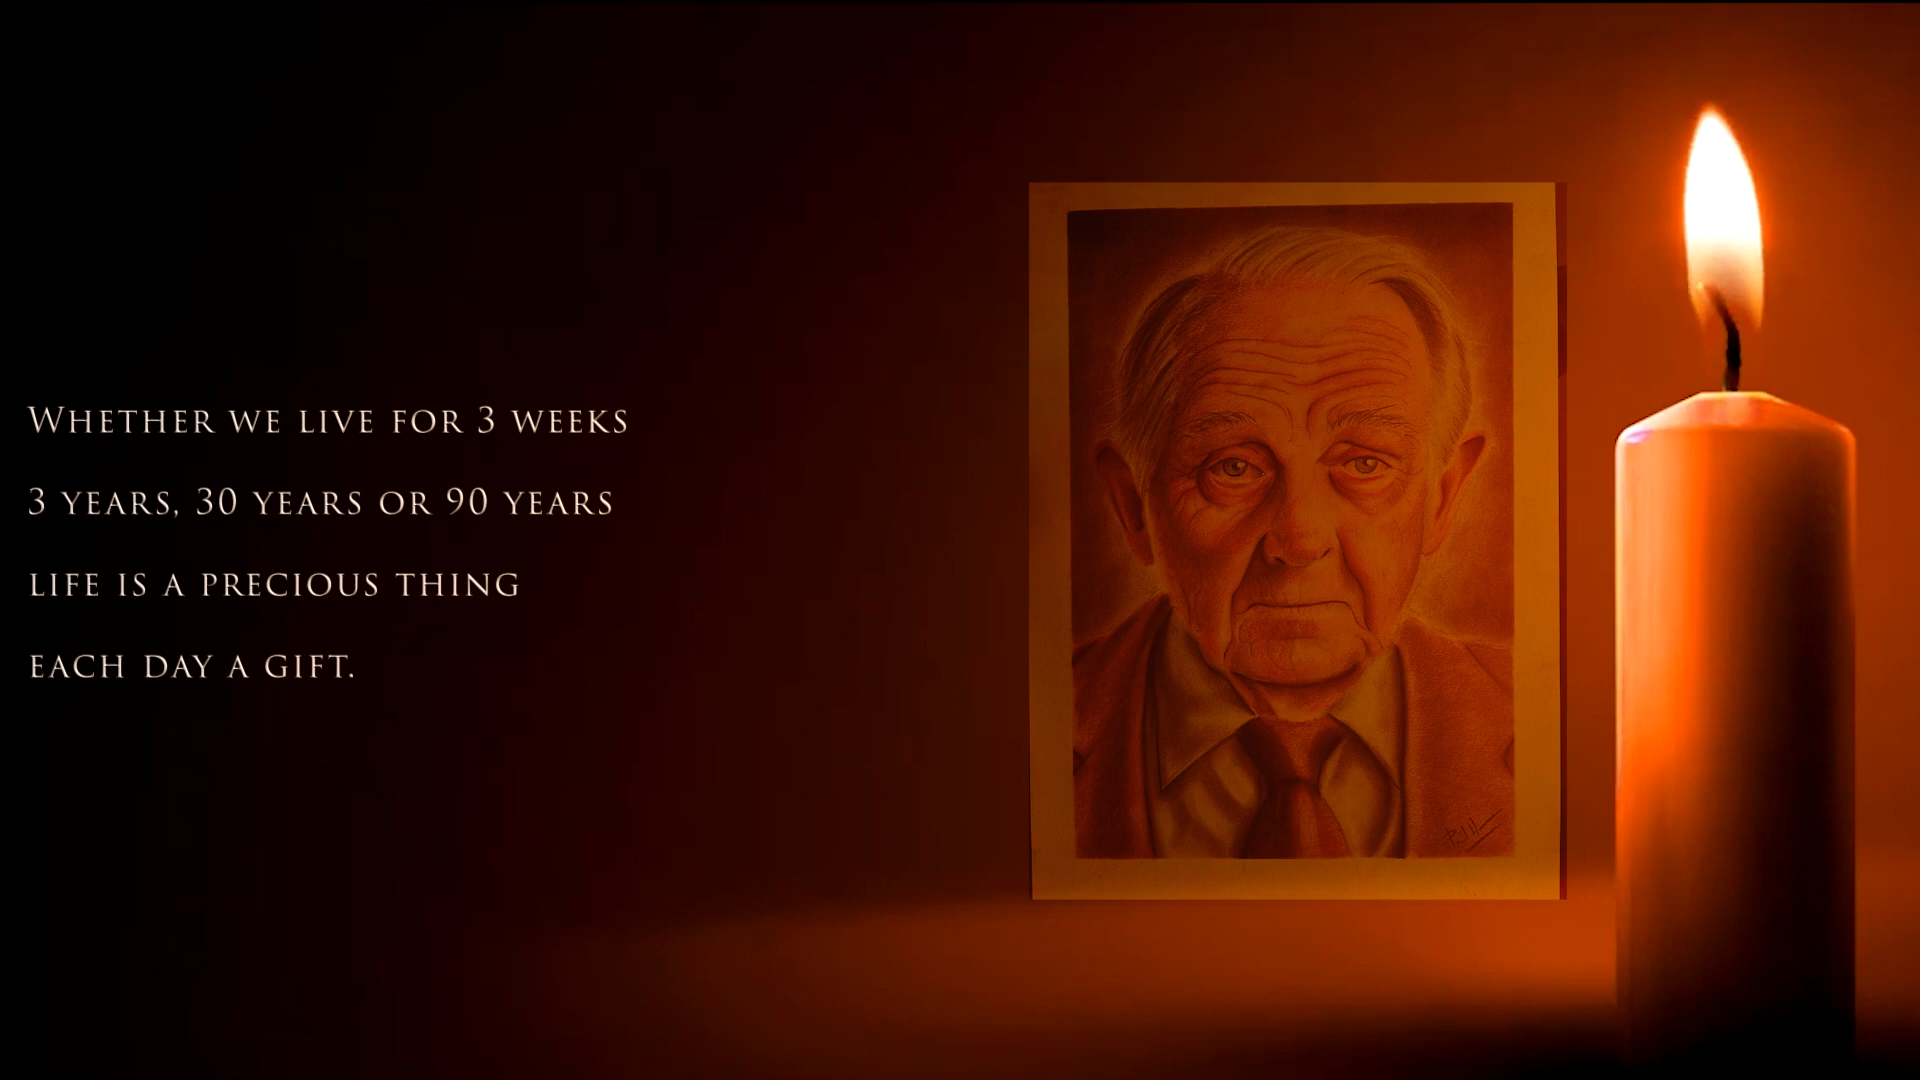 Whether we live for 3 weeks
3 years, 30 years or 90 years
life is a precious thing
each day a gift.